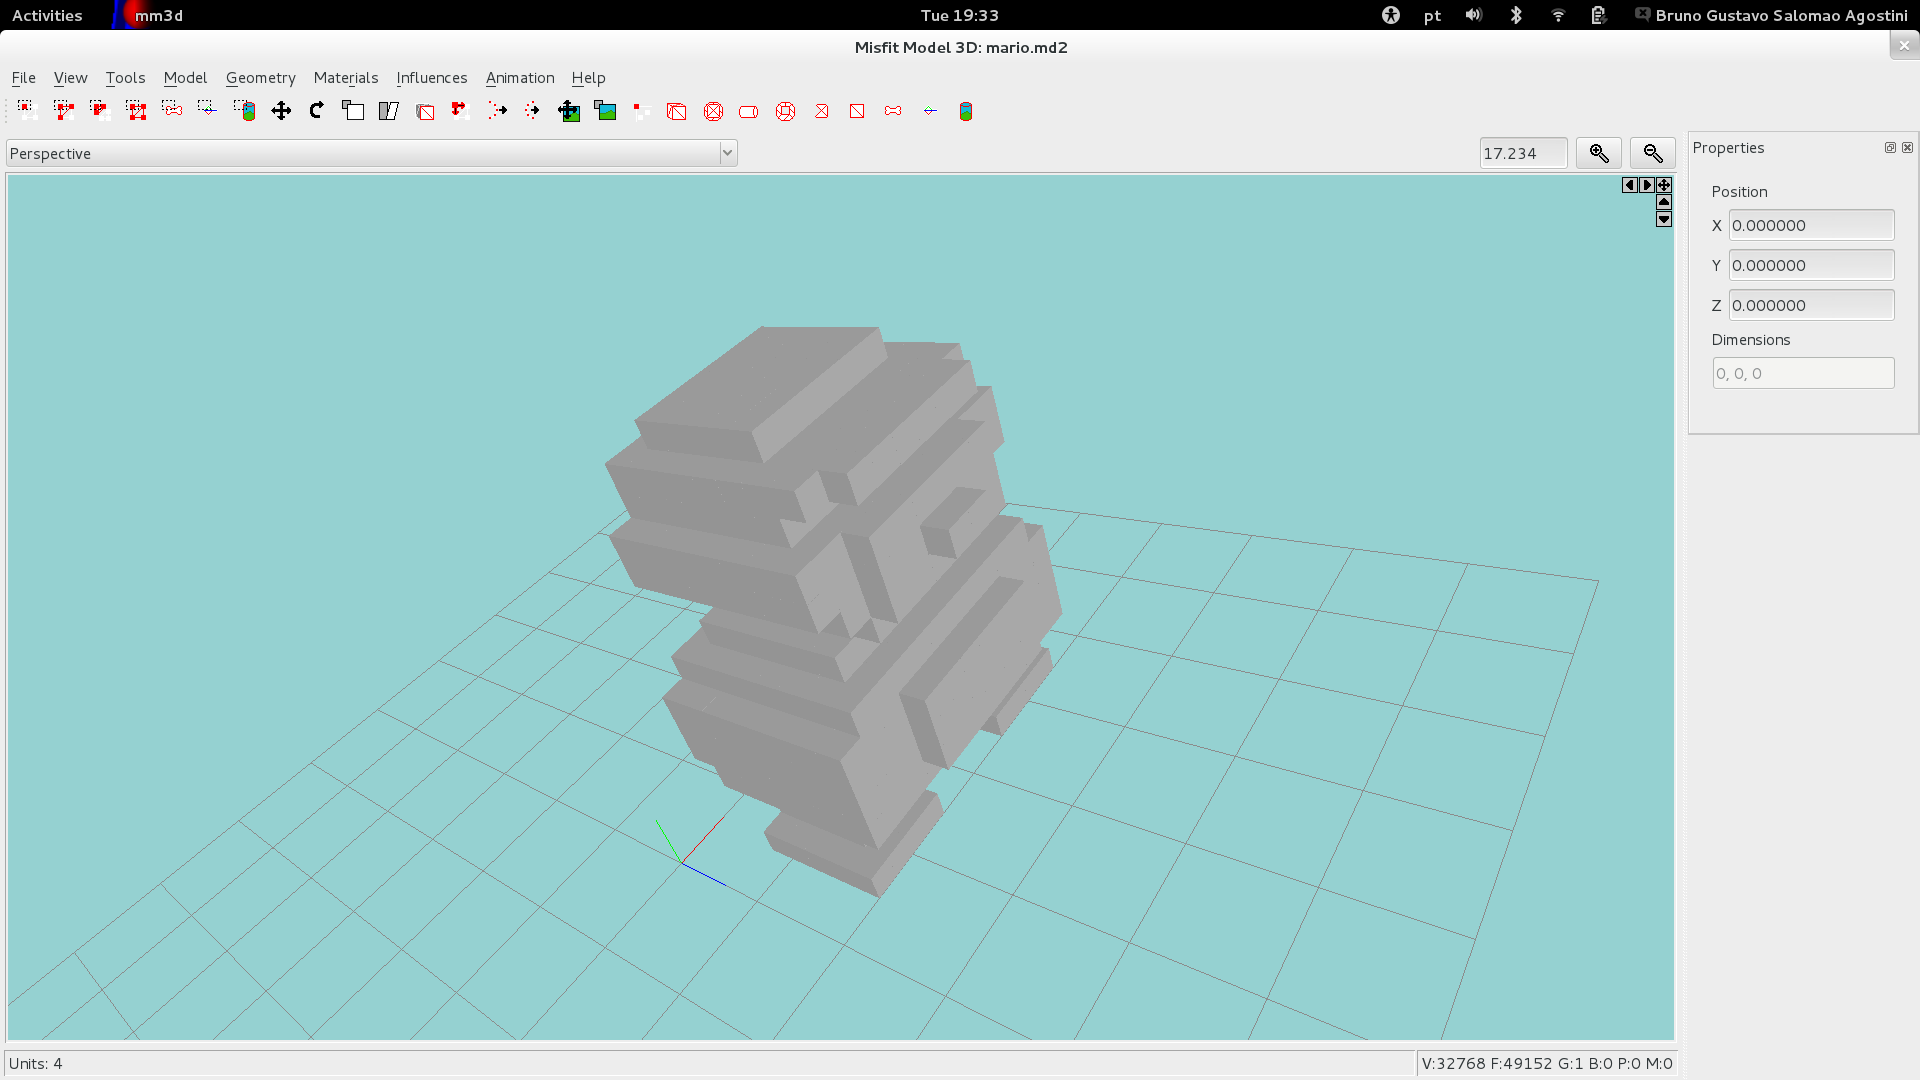 Activities mm3d Tue 19:33 pt Bruno Gustavo Salomao Agostini
Misfit Model 3D: mario.md2
File View Tools Model Geometry Materials Influences Animation Help
Perspective 17.234
Properties
Position
X 0.000000
Y 0.000000
Z 0.000000
Dimensions
0, 0, 0
Units: 4 V:32768 F:49152 G:1 B:0 P:0 M:0